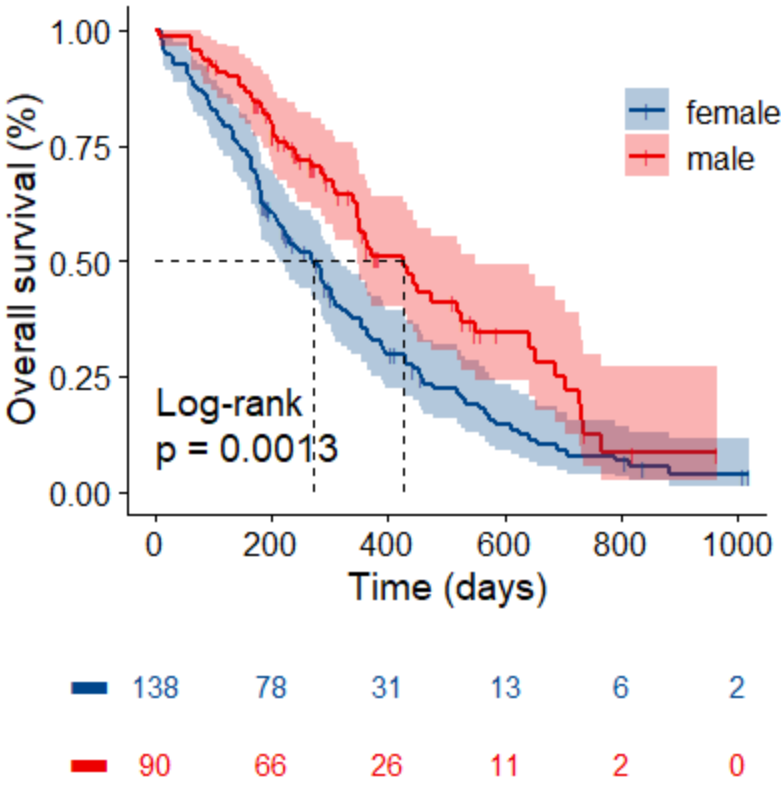 1.00
0.75
0.50
0.25
0.00
Overall survival (%)
female
male
Log-rank
p = 0.0013
0 200 400 600 800 1000
Time (days)
138 78 31 13 6 2
90 66 26 11 2 0